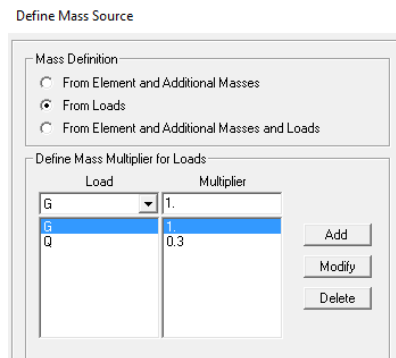 Define Mass Source
Mass Definition
From Element and Additional Masses
From Loads
From Element and Additional Masses and Loads
Define Mass Multiplier for Loads
Load Multiplier
G 1.
G 1.
Q 0.3
Add
Modify
Delete